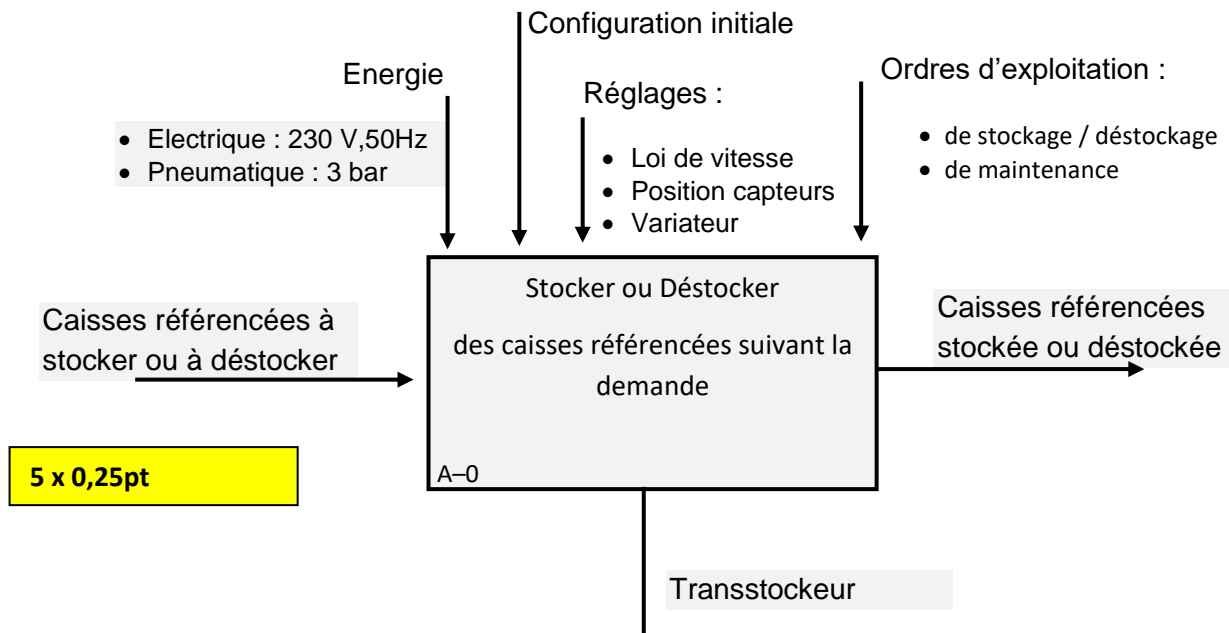 Configuration initiale
Energie
• Electrique : 230 V,50Hz
• Pneumatique : 3 bar
Réglages :
• Loi de vitesse
• Position capteurs
• Variateur
Ordres d’exploitation :
• de stockage / déstockage
• de maintenance
Caisses référencées à
stocker ou à déstocker
Stocker ou Déstocker
des caisses référencées suivant la
demande
A–0
Caisses référencées
stockée ou déstockée
5 x 0,25pt
Transstockeur